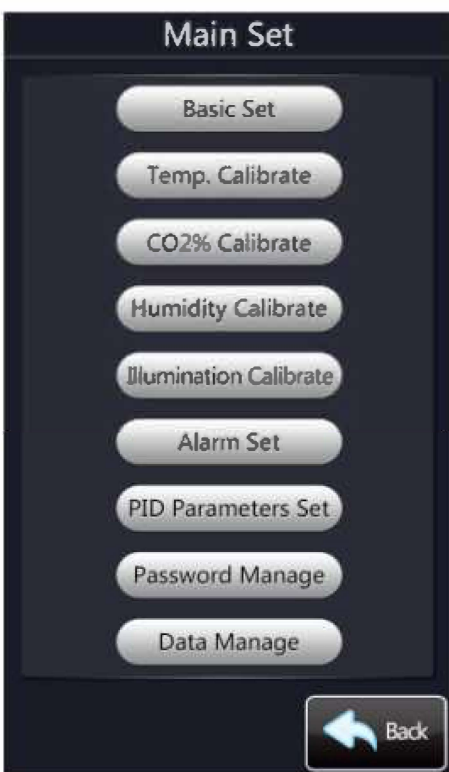 Main Set
Basic Set
Temp. Calibrate
CO2% Calibrate
Humidity Calibrate
Illumination Calibrate
Alarm Set
PID Parameters Set
Password Manage
Data Manage
Back